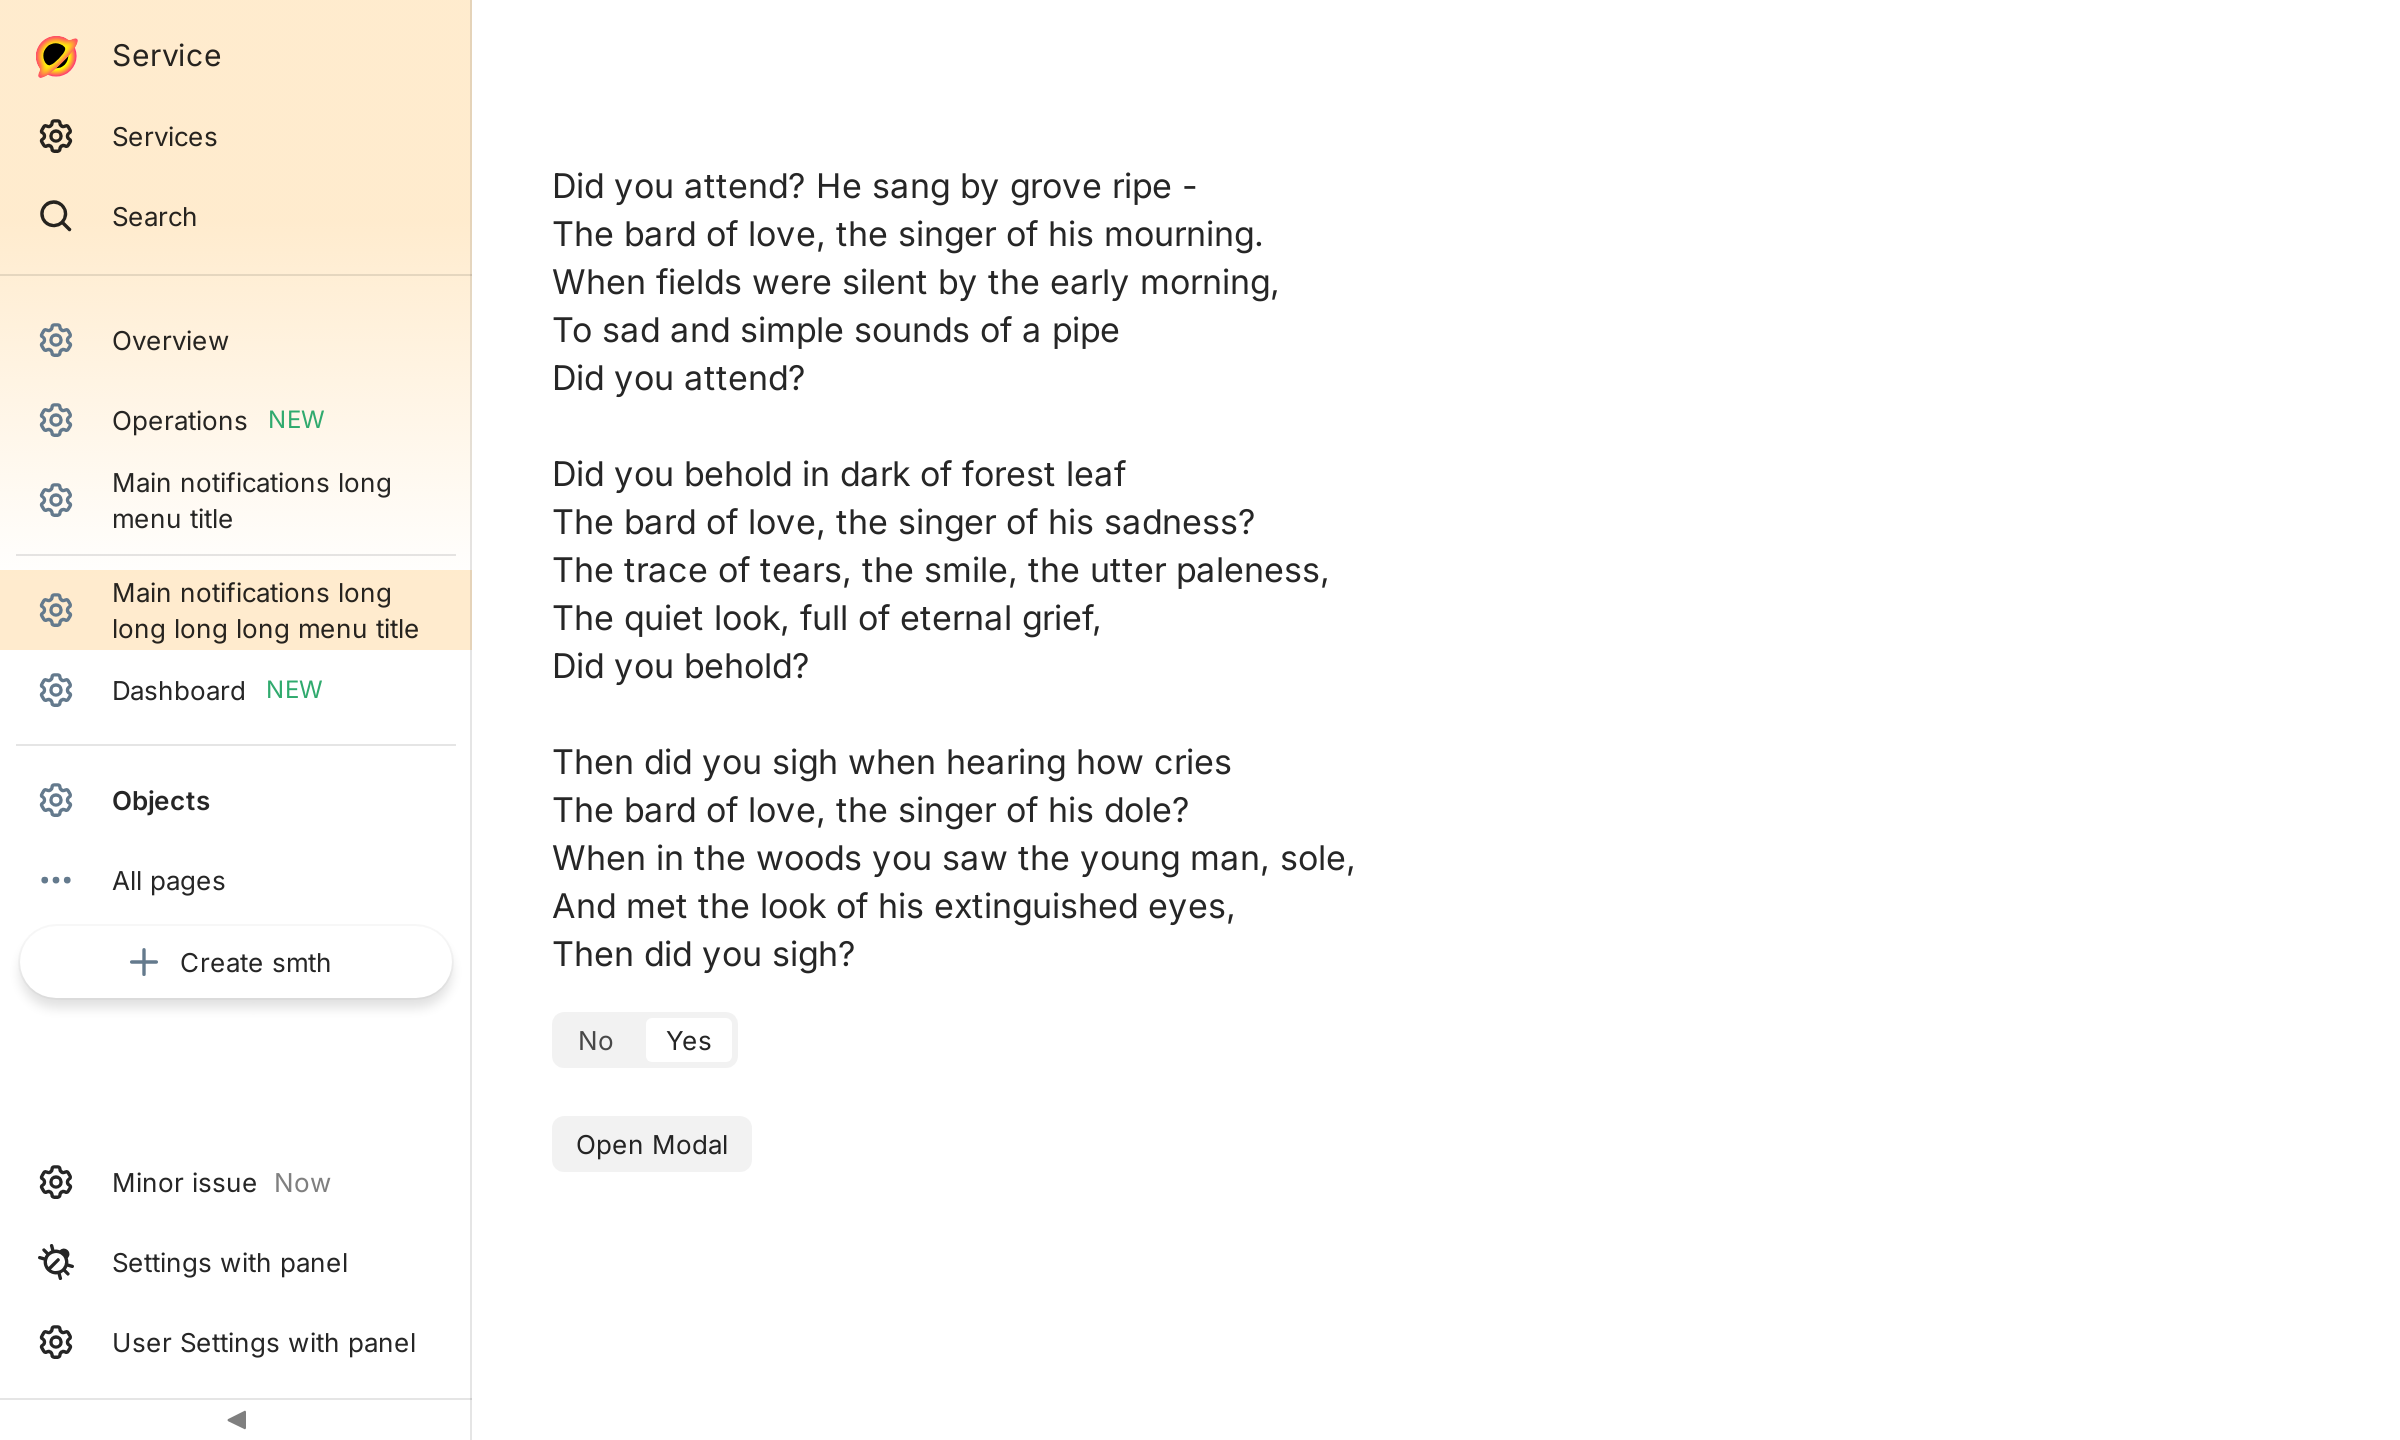 Service
Services
Search
Overview
Operations NEW
Main notifications long
menu title
Main notifications long
long long long menu title
Dashboard NEW
Objects
All pages
Create smth
Minor issue Now
Settings with panel
User Settings with panel
Did you attend? He sang by grove ripe -
The bard of love, the singer of his mourning.
When fields were silent by the early morning,
To sad and simple sounds of a pipe
Did you attend?
Did you behold in dark of forest leaf
The bard of love, the singer of his sadness?
The trace of tears, the smile, the utter paleness,
The quiet look, full of eternal grief,
Did you behold?
Then did you sigh when hearing how cries
The bard of love, the singer of his dole?
When in the woods you saw the young man, sole,
And met the look of his extinguished eyes,
Then did you sigh?
No Yes
Open Modal